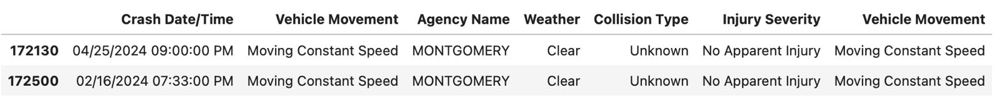 Crash Date/Time Vehicle Movement Agency Name Weather Collision Type Injury Severity Vehicle Movement
172130 04/25/2024 09:00:00 PM Moving Constant Speed MONTGOMERY Clear Unknown No Apparent Injury Moving Constant Speed
172500 02/16/2024 07:33:00 PM Moving Constant Speed MONTGOMERY Clear Unknown No Apparent Injury Moving Constant Speed